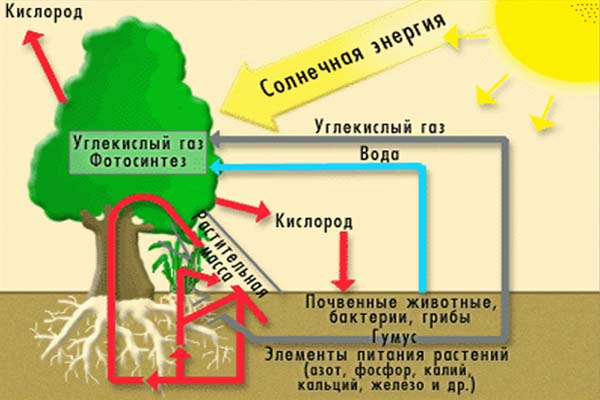 Кислород
Солнечная энергия
Углекислый газ
Углекислый газ
Фотосинтез
Вода
Кислород
Растительная
масса
Почвенные животные,
бактерии, грибы
Гумус
Элементы питания растений
(азот, фосфор, калий,
кальций, железо и др.)